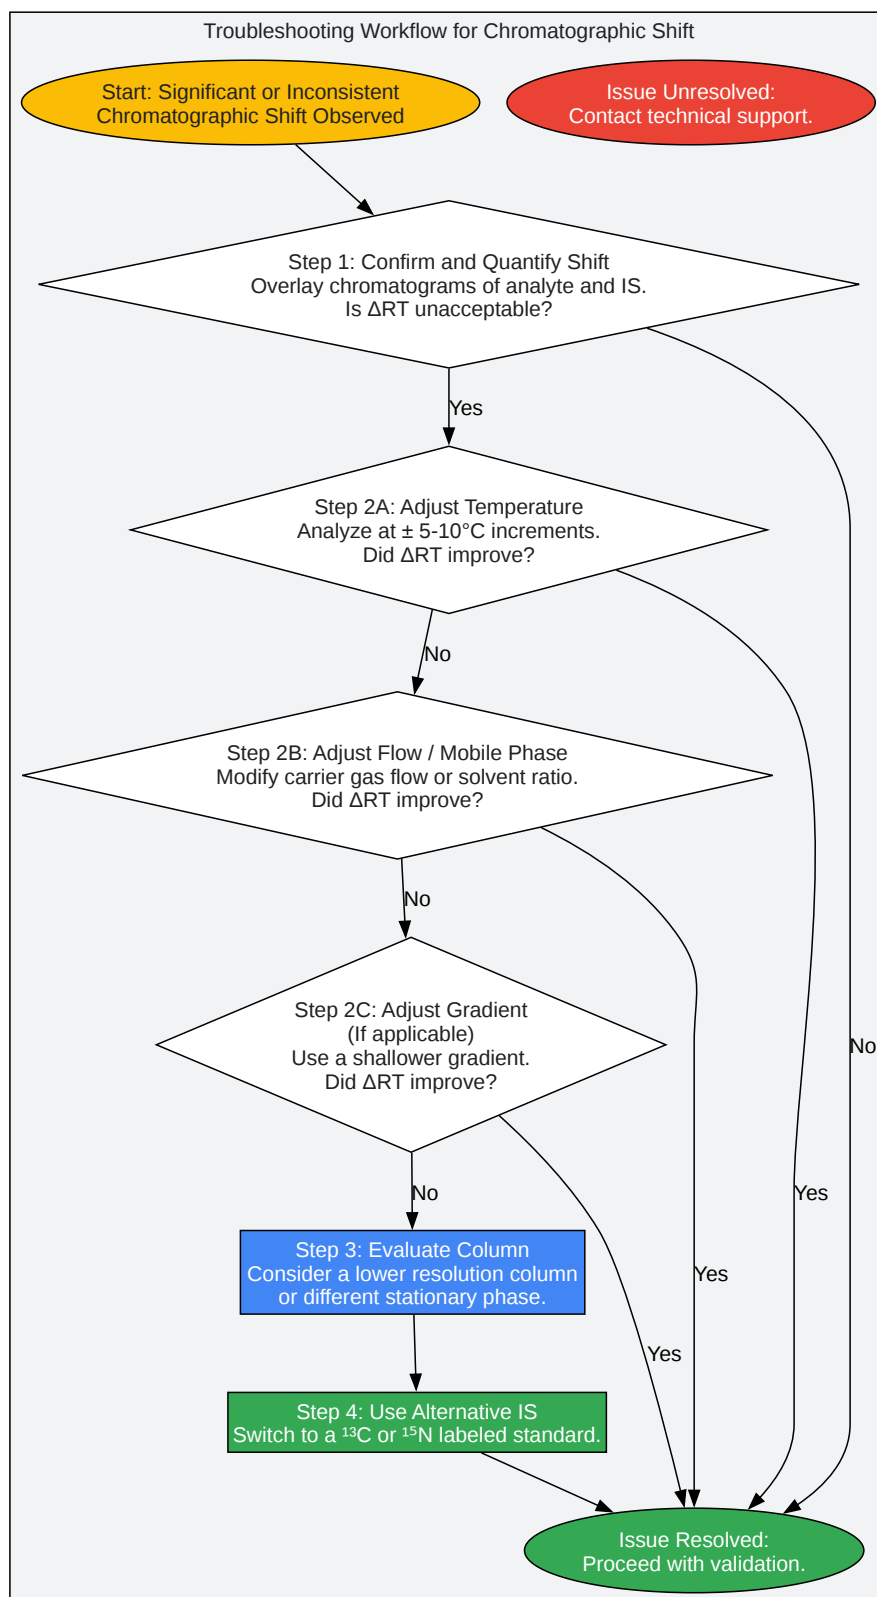 Troubleshooting Workflow for Chromatographic Shift
Start: Significant or Inconsistent
Chromatographic Shift Observed
Issue Unresolved:
Contact technical support.
Step 1: Confirm and Quantify Shift
Overlay chromatograms of analyte and IS.
Is ΔRT unacceptable?
Yes
Step 2A: Adjust Temperature
Analyze at ± 5-10°C increments.
Did ΔRT improve?
No
Step 2B: Adjust Flow / Mobile Phase
Modify carrier gas flow or solvent ratio.
Did ΔRT improve?
No
Step 2C: Adjust Gradient
(If applicable)
Use a shallower gradient.
Did ΔRT improve?
No
No
Yes
Step 3: Evaluate Column
Consider a lower resolution column
or different stationary phase.
Yes
Yes
Step 4: Use Alternative IS
Switch to a ¹³C or ¹⁵N labeled standard.
Issue Resolved:
Proceed with validation.